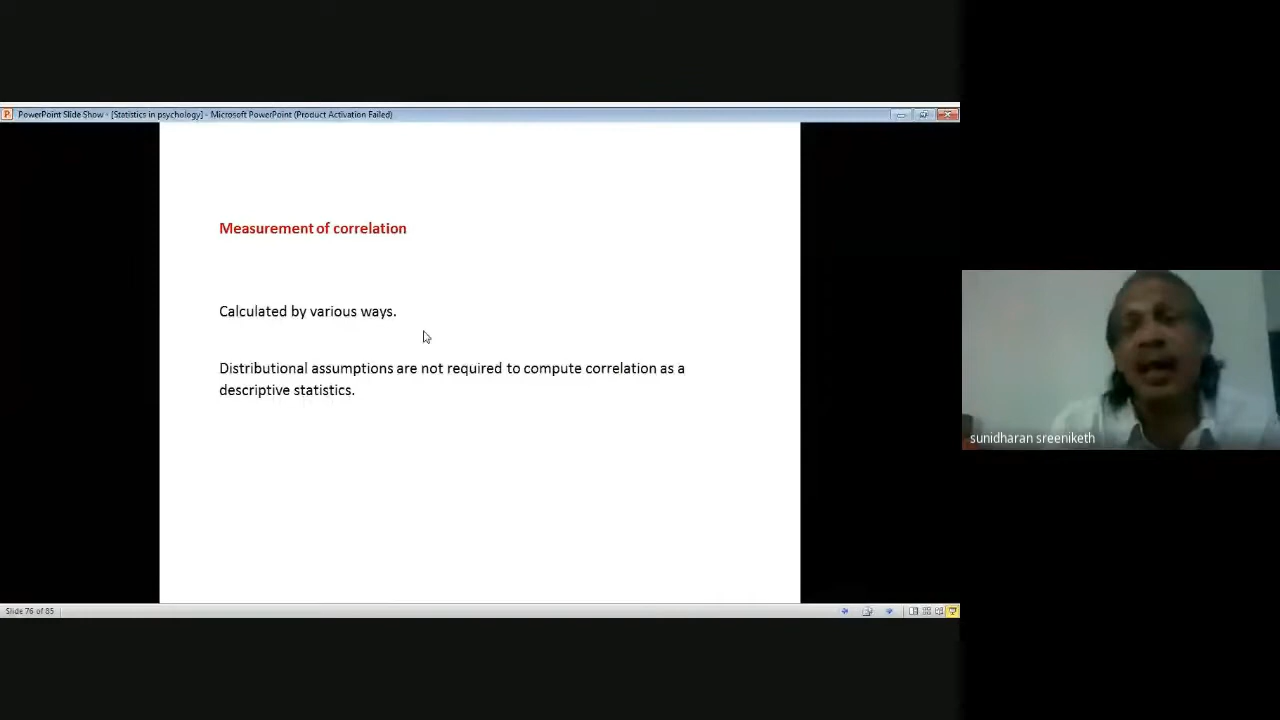 PowerPoint Slide Show - [Statistics in psychology] - Microsoft PowerPoint (Product Activation Failed)
Measurement of correlation
Calculated by various ways.
Distributional assumptions are not required to compute correlation as a
descriptive statistics.
sunidharan sreeniketh
Slide 76 of 85